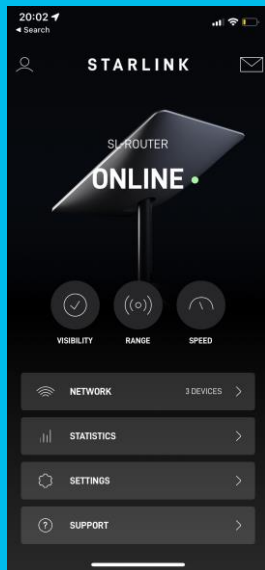 20:02
Search
STARLINK
SL-ROUTER
ONLINE
VISIBILITY
RANGE
SPEED
NETWORK 3 DEVICES
STATISTICS
SETTINGS
SUPPORT